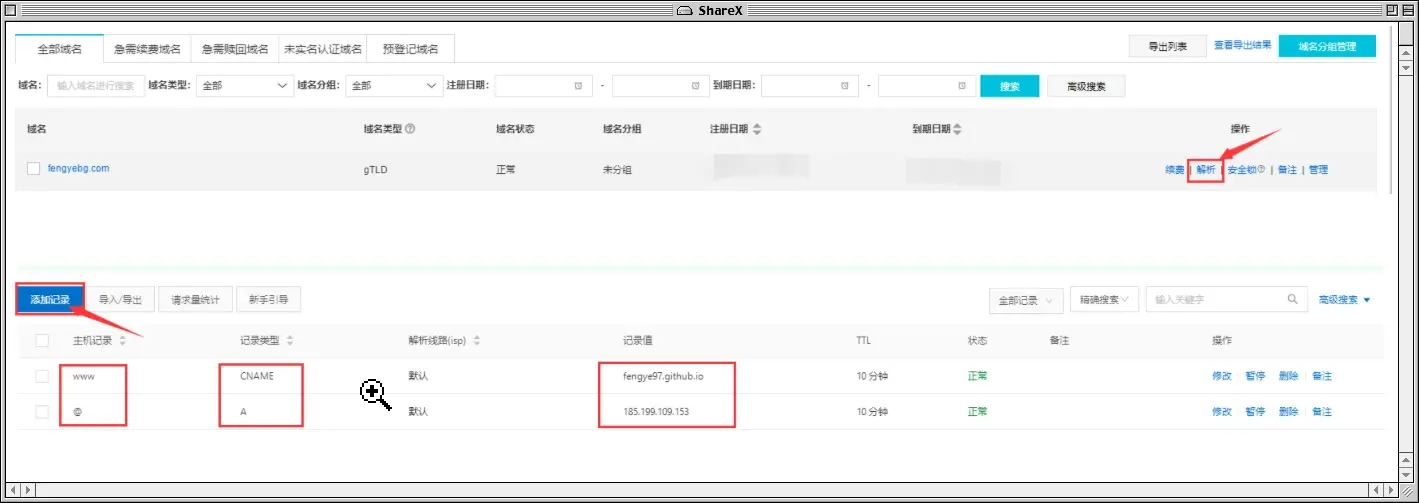 ShareX
全部域名 急需续费域名 急需赎回域名 未实名认证域名 预登记域名 导出列表 查看导出结果 域名分组管理
域名: 输入域名进行搜索 域名类型: 全部 域名分组: 全部 注册日期: - 到期日期: - 搜索 高级搜索
域名 域名类型 域名状态 域名分组 注册日期 到期日期 操作
fengyebg.com gTLD 正常 未分组 续费 | 解析 | 安全锁 | 备注 | 管理
添加记录 导入/导出 请求量统计 新手引导 全部记录 精确搜索 输入关键字 高级搜索
主机记录 记录类型 解析线路(isp) 记录值 TTL 状态 备注 操作
www CNAME 默认 fengye97.github.io 10 分钟 正常 修改 暂停 删除 备注
@ A 默认 185.199.109.153 10 分钟 正常 修改 暂停 删除 备注